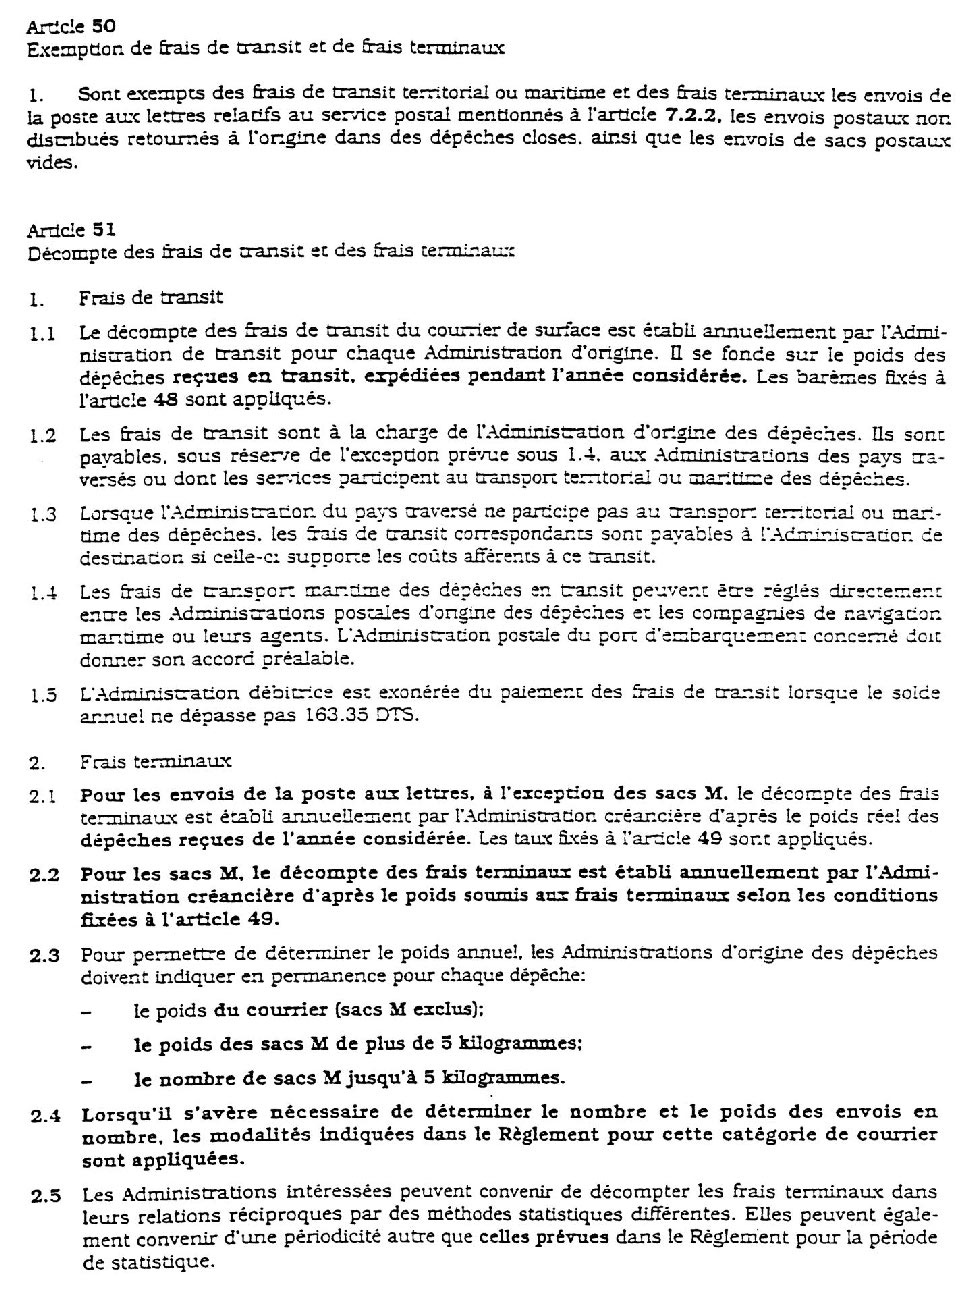 Article 50
Exemption de frais de transit et de frais terminaux
1. Sont exempts des frais de transit territorial ou maritime et des frais terminaux les envois de
la poste aux lettres relatifs au service postal mentionnés à l'article 7.2.2, les envois postaux non
distribués retournés à l'origine dans des dépêches closes, ainsi que les envois de sacs postaux
vides.
Article 51
Décompte des frais de transit et des frais terminaux
1. Frais de transit
1.1 Le décompte des frais de transit du courrier de surface est établi annuellement par l'Admi-
nistration de transit pour chaque Administration d'origine. Il se fonde sur le poids des
dépêches reçues en transit, expédiées pendant l'année considérée. Les barèmes fixés à
l'article 48 sont appliqués.
1.2 Les frais de transit sont à la charge de l'Administration d'origine des dépêches. Ils sont
payables, sous réserve de l'exception prévue sous 1.4, aux Administrations des pays tra-
versés ou dont les services participent au transport territorial ou maritime des dépêches.
1.3 Lorsque l'Administration du pays traversé ne participe pas au transport territorial ou mari-
time des dépêches, les frais de transit correspondants sont payables à l'Administration de
destination si celle-ci supporte les coûts afférents à ce transit.
1.4 Les frais de transport maritime des dépêches en transit peuvent être réglés directement
entre les Administrations postales d'origine des dépêches et les compagnies de navigation
maritime ou leurs agents. L'Administration postale du port d'embarquement concerné doit
donner son accord préalable.
1.5 L'Administration débitrice est exonérée du paiement des frais de transit lorsque le solde
annuel ne dépasse pas 163.35 DTS.
2. Frais terminaux
2.1 Pour les envois de la poste aux lettres, à l'exception des sacs M, le décompte des frais
terminaux est établi annuellement par l'Administration créancière d'après le poids réel des
dépêches reçues de l'année considérée. Les taux fixés à l'article 49 sont appliqués.
2.2 Pour les sacs M, le décompte des frais terminaux est établi annuellement par l'Admi-
nistration créancière d'après le poids soumis aux frais terminaux selon les conditions
fixées à l'article 49.
2.3 Pour permettre de déterminer le poids annuel, les Administrations d'origine des dépêches
doivent indiquer en permanence pour chaque dépêche:
– le poids du courrier (sacs M exclus);
– le poids des sacs M de plus de 5 kilogrammes;
– le nombre de sacs M jusqu'à 5 kilogrammes.
2.4 Lorsqu'il s'avère nécessaire de déterminer le nombre et le poids des envois en
nombre, les modalités indiquées dans le Règlement pour cette catégorie de courrier
sont appliquées.
2.5 Les Administrations intéressées peuvent convenir de décompter les frais terminaux dans
leurs relations réciproques par des méthodes statistiques différentes. Elles peuvent égale-
ment convenir d'une périodicité autre que celles prévues dans le Règlement pour la période
de statistique.